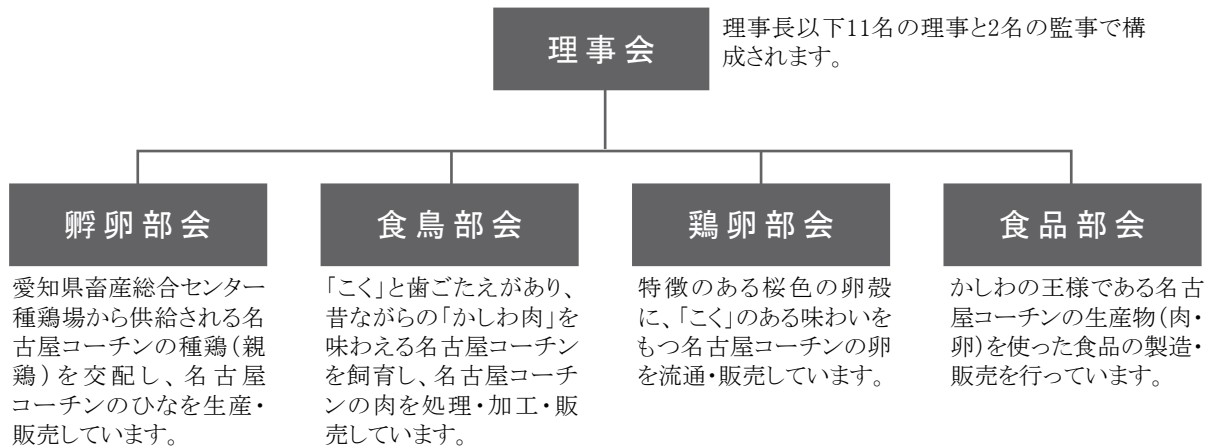 理事会
理事長以下11名の理事と2名の監事で構
成されます。
孵卵部会
愛知県畜産総合センター
種鶏場から供給される名
古屋コーチンの種鶏（親
鶏）を交配し、名古屋
コーチンのひなを生産・
販売しています。
食鳥部会
「こく」と歯ごたえがあり、
昔ながらの「かしわ肉」を
味わえる名古屋コーチン
を飼育し、名古屋コーチ
ンの肉を処理・加工・販
売しています。
鶏卵部会
特徴のある桜色の卵殻
に、「こく」のある味わいを
もつ名古屋コーチンの卵
を流通・販売しています。
食品部会
かしわの王様である名古
屋コーチンの生産物（肉・
卵）を使った食品の製造・
販売を行っています。